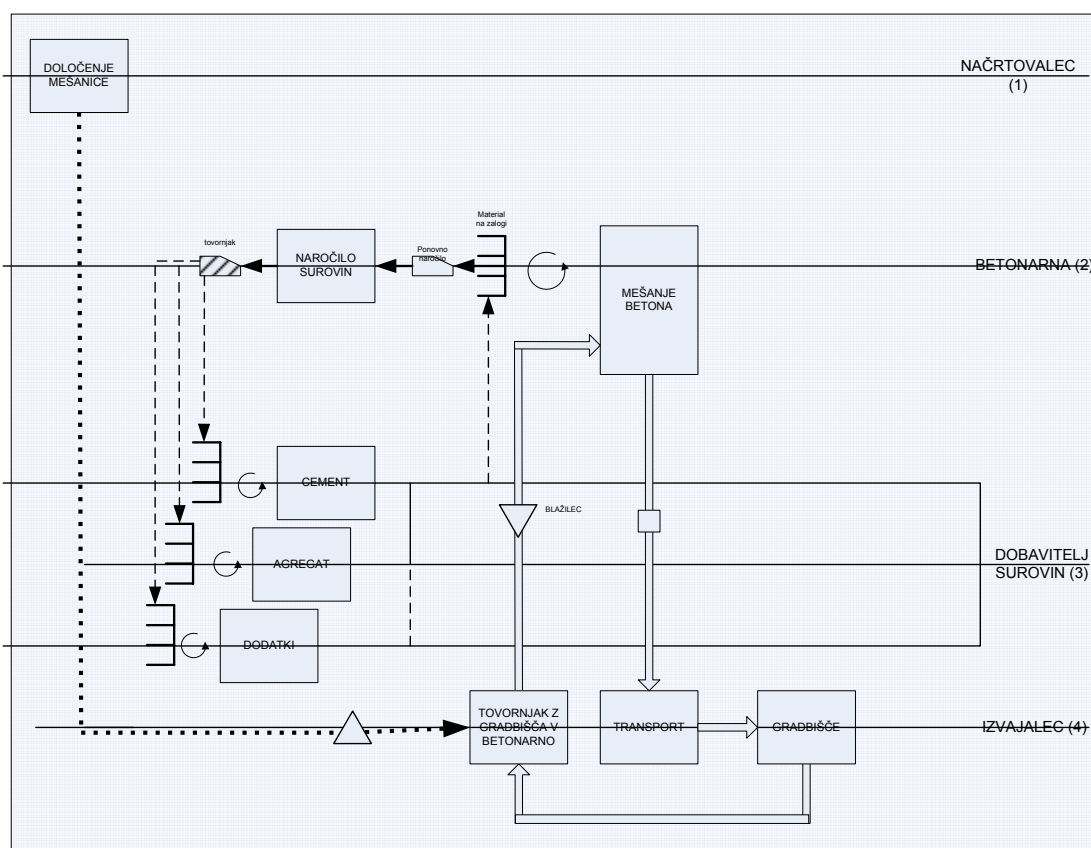 DOLOČENJE
MEŠANICE
NAČRTOVALEC
(1)
Material
na zalogi
tovornjak
NAROČILO
SUROVIN
Ponovno
naročilo
MEŠANJE
BETONA
BETONARNA (2)
CEMENT
BLAŽILEC
AGREGAT
DOBAVITELJ
SUROVIN (3)
DODATKI
TOVORNJAK Z
GRADBIŠČA V
BETONARNO
TRANSPORT
GRADBIŠČE
IZVAJALEC (4)